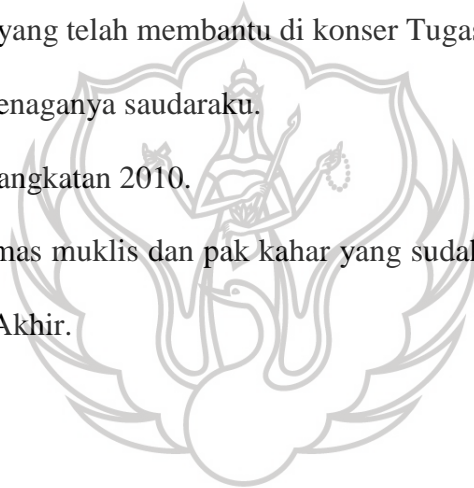 yang telah membantu di konser Tugas
enaganya saudaraku.
angkatan 2010.
mas muklis dan pak kahar yang sudah
Akhir.